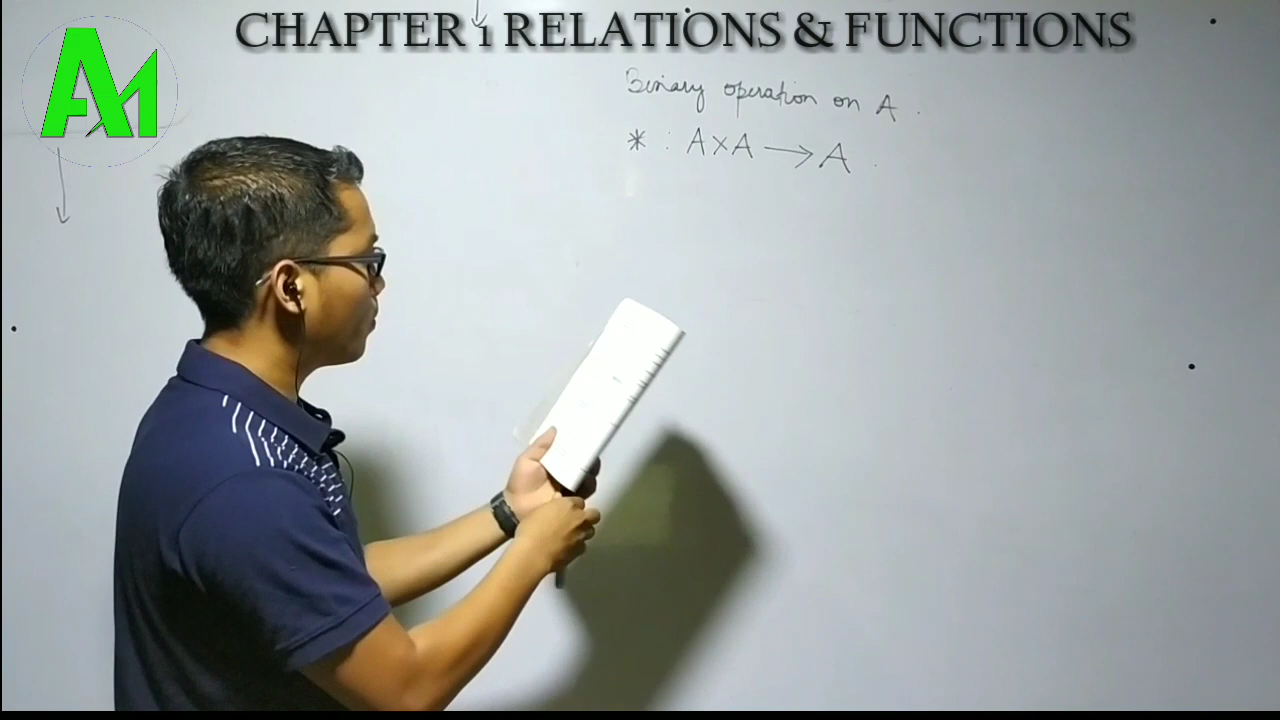 CHAPTER 1 RELATIONS & FUNCTIONS
AM
Binary operation on A.
* : A×A → A.